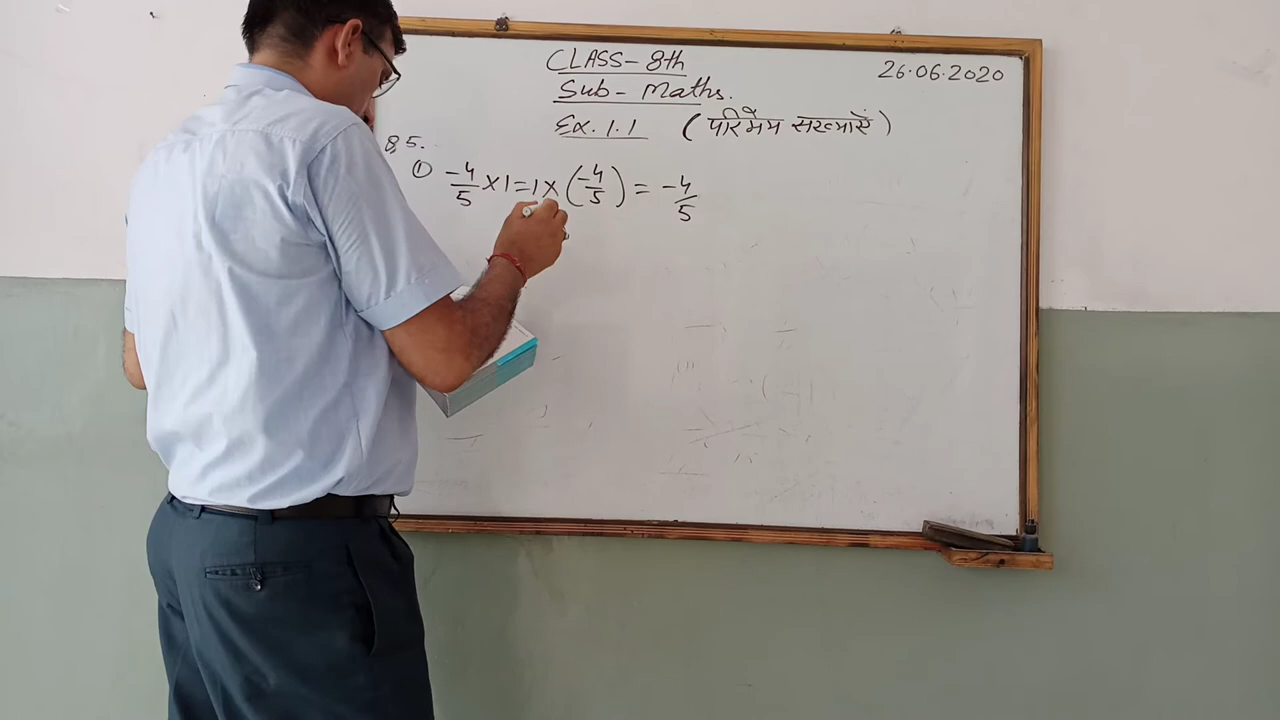 CLASS - 8th
26.06.2020
Sub - Maths.
Ex. 1.1 (परिमेय संख्याएँ)
Q5.
① -4/5 × 1 = 1 × (-4/5) = -4/5